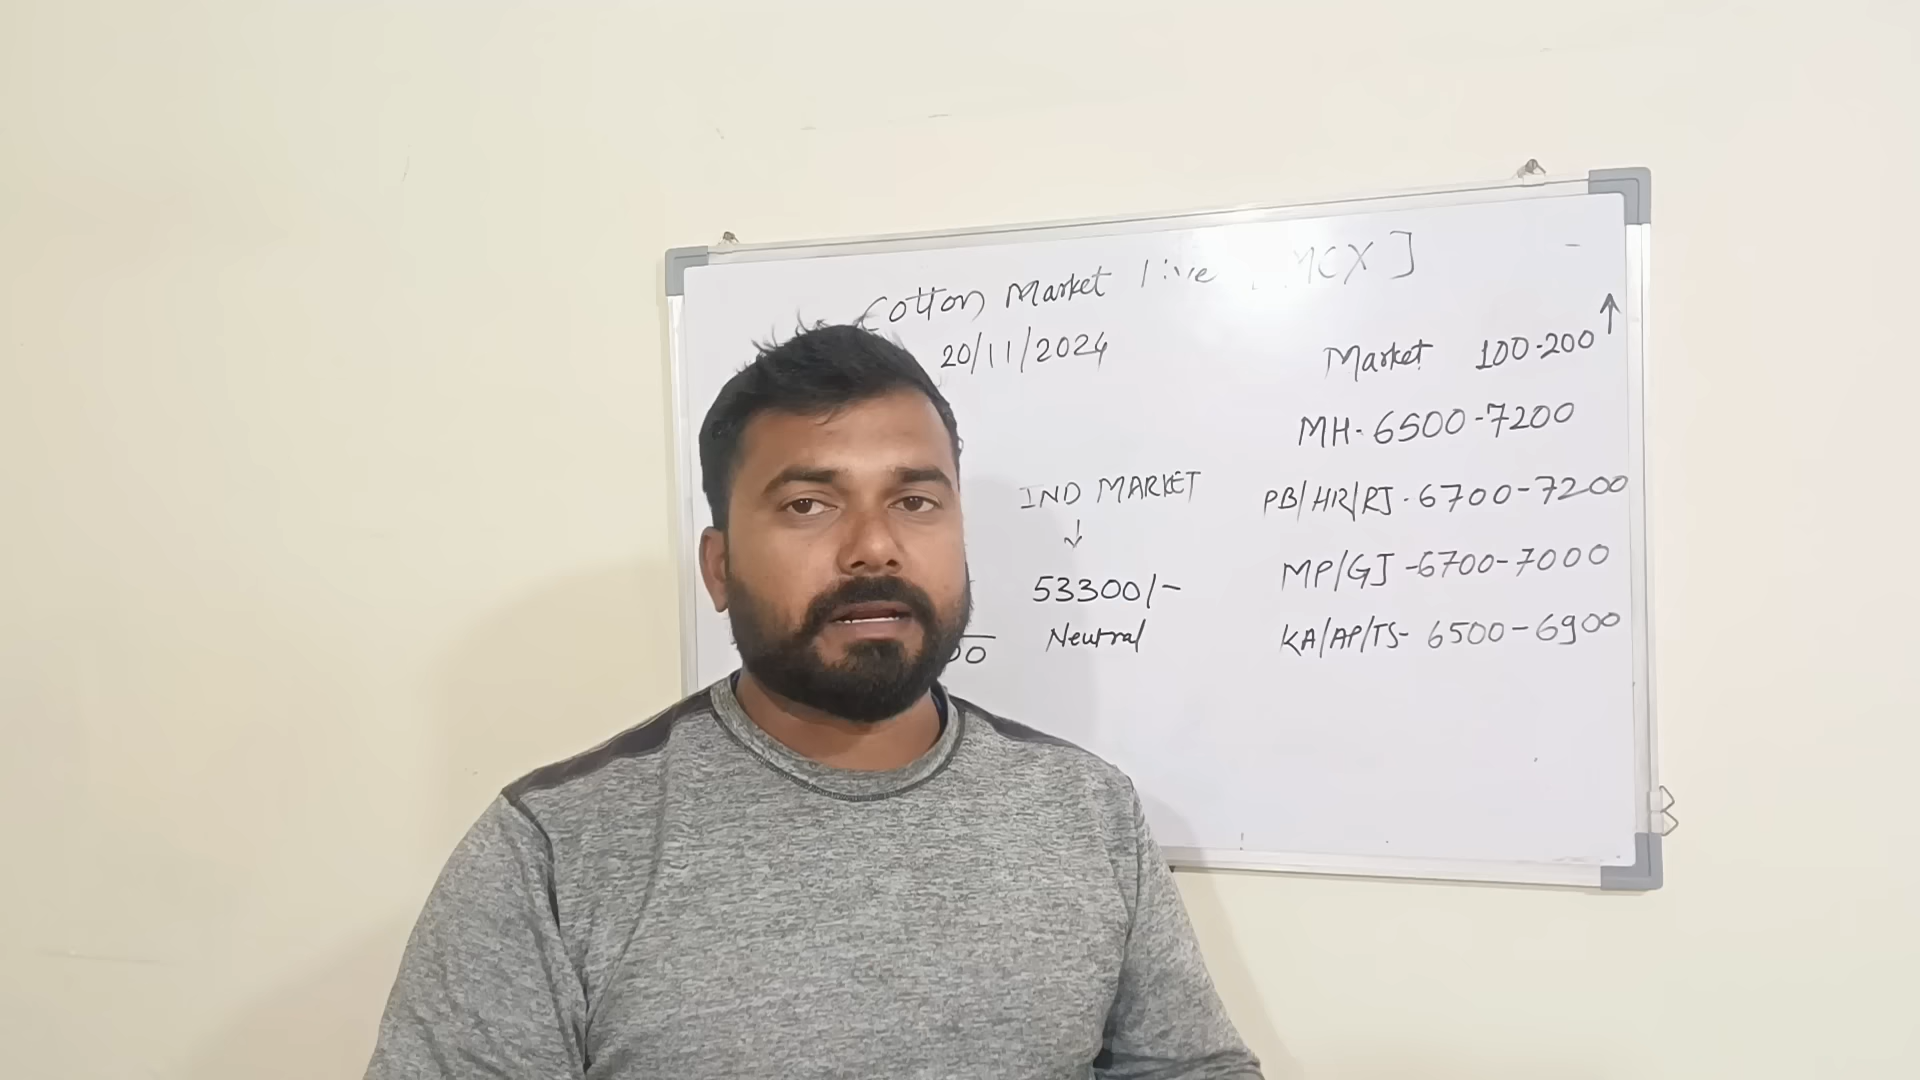 Cotton Market live MCX ]
20/11/2024
IND MARKET
↓
53300/-
Neutral
00
Market 100-200 ↑
MH- 6500-7200
PB/HR/RJ - 6700-7200
MP/GJ -6700-7000
KA/AP/TS- 6500-6900